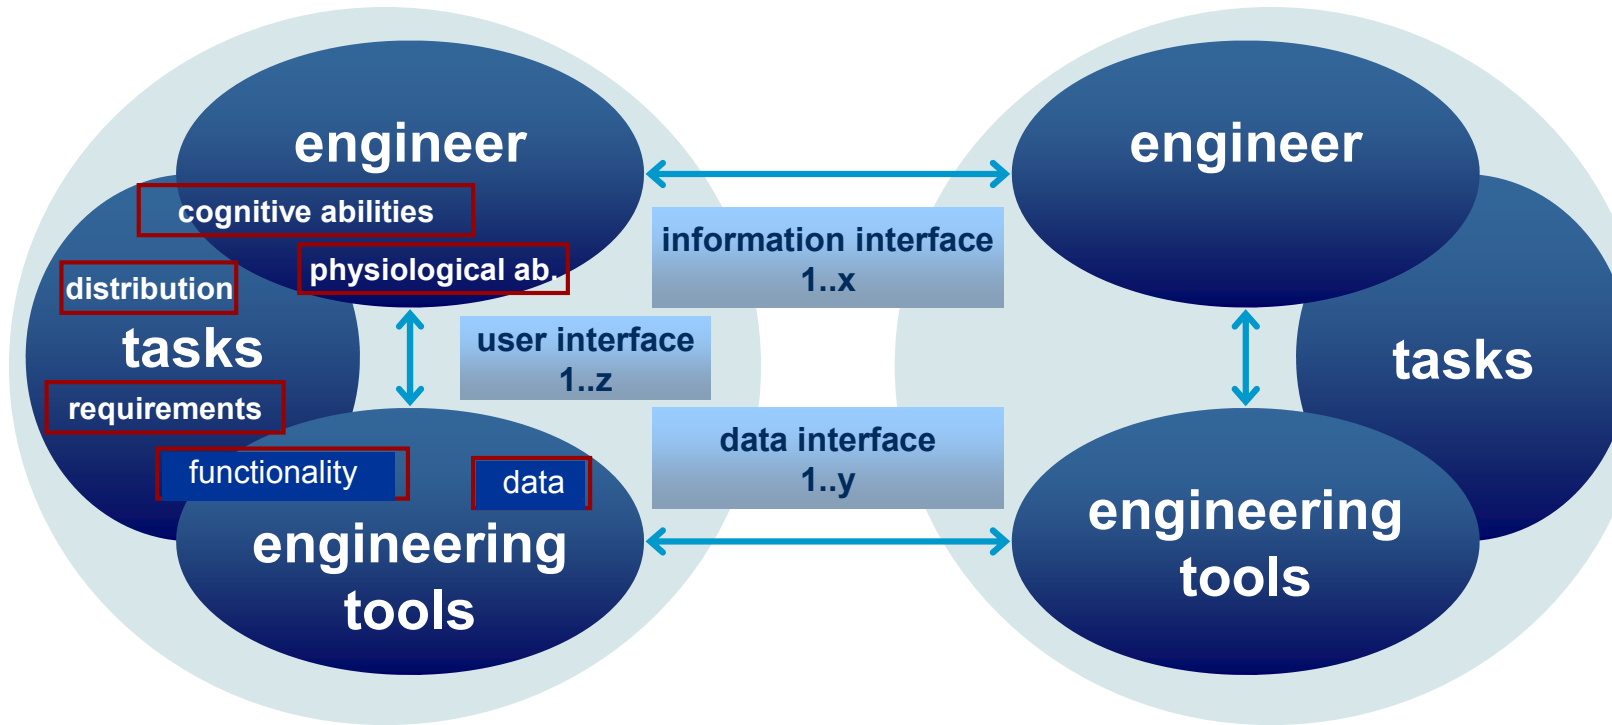 engineer
cognitive abilities
physiological ab.
distribution
tasks
requirements
functionality
data
engineering
tools
information interface
1..x
user interface
1..z
data interface
1..y
engineer
tasks
engineering
tools